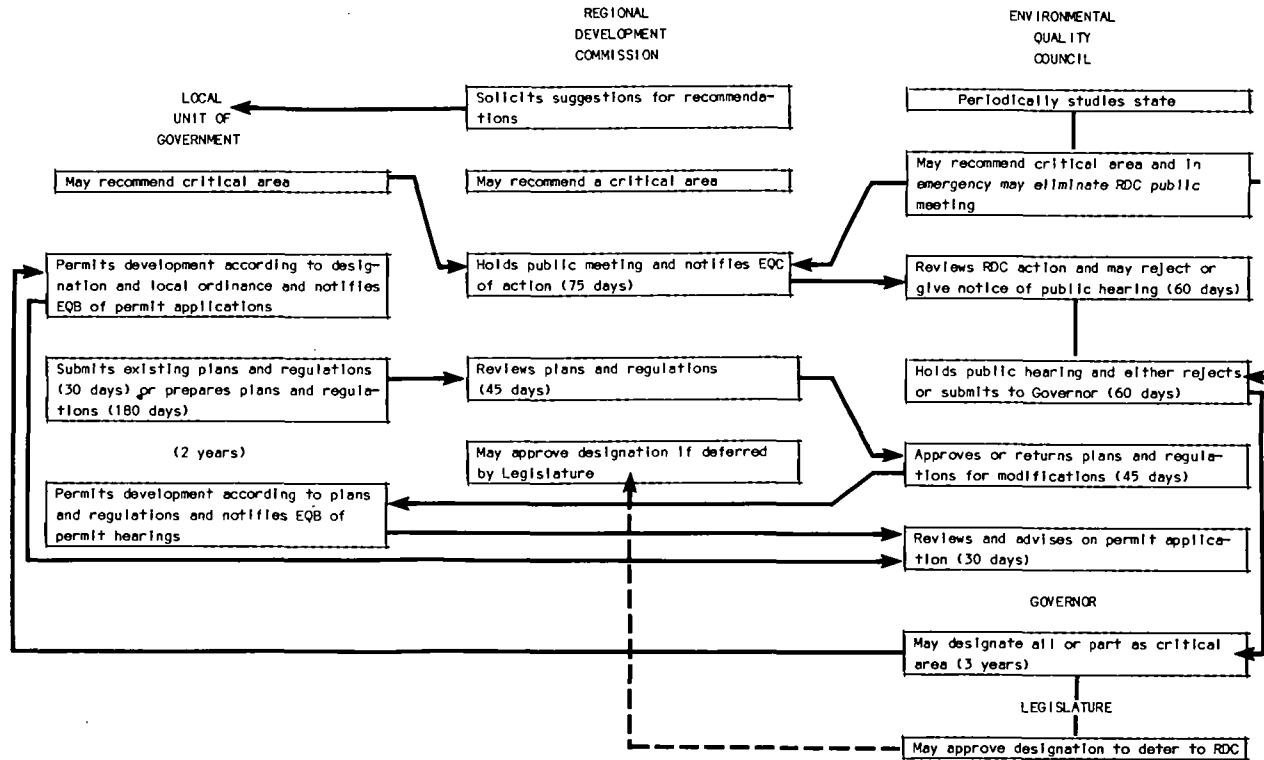 REGIONAL
DEVELOPMENT
COMMISSION
ENVIRONMENTAL
QUALITY
COUNCIL
LOCAL
UNIT OF
GOVERNMENT
Solicits suggestions for recommenda-
tions
Periodically studies state
May recommend critical area
May recommend a critical area
May recommend critical area and in
emergency may eliminate RDC public
meeting
Permits development according to desig-
nation and local ordinance and notifies
EQB of permit applications
Holds public meeting and notifies EQC
of action (75 days)
Reviews RDC action and may reject or
give notice of public hearing (60 days)
Submits existing plans and regulations
(30 days) or prepares plans and regula-
tions (180 days)
Reviews plans and regulations
(45 days)
Holds public hearing and either rejects
or submits to Governor (60 days)
(2 years)
May approve designation if deferred
by Legislature
Approves or returns plans and regula-
tions for modifications (45 days)
Permits development according to plans
and regulations and notifies EQB of
permit hearings
Reviews and advises on permit applica-
tion (30 days)
GOVERNOR
May designate all or part as critical
area (3 years)
LEGISLATURE
May approve designation to deter to RDC